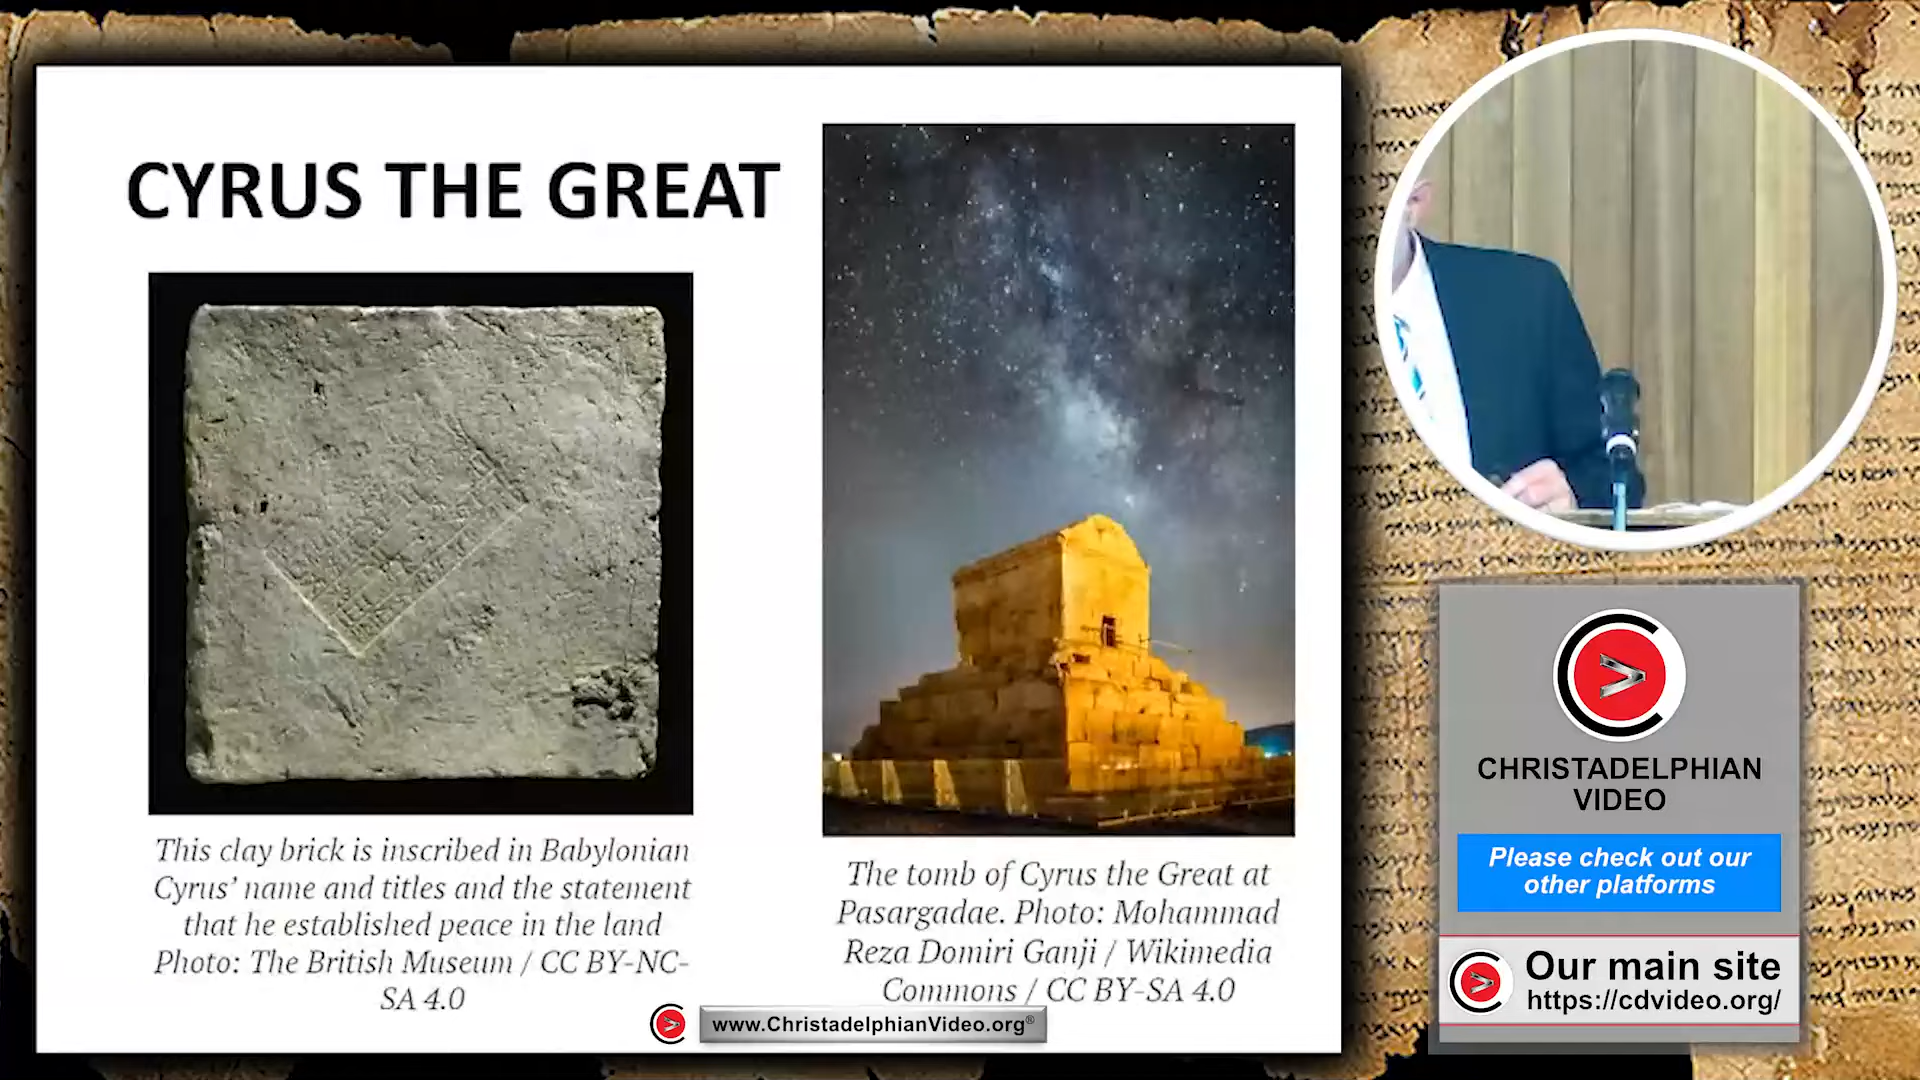 CYRUS THE GREAT
This clay brick is inscribed in Babylonian
Cyrus’ name and titles and the statement
that he established peace in the land
Photo: The British Museum / CC BY-NC-
SA 4.0
The tomb of Cyrus the Great at
Pasargadae. Photo: Mohammad
Reza Domiri Ganji / Wikimedia
Commons / CC BY-SA 4.0
www.ChristadelphianVideo.org®
CHRISTADELPHIAN
VIDEO
Please check out our
other platforms
Our main site
https://cdvideo.org/